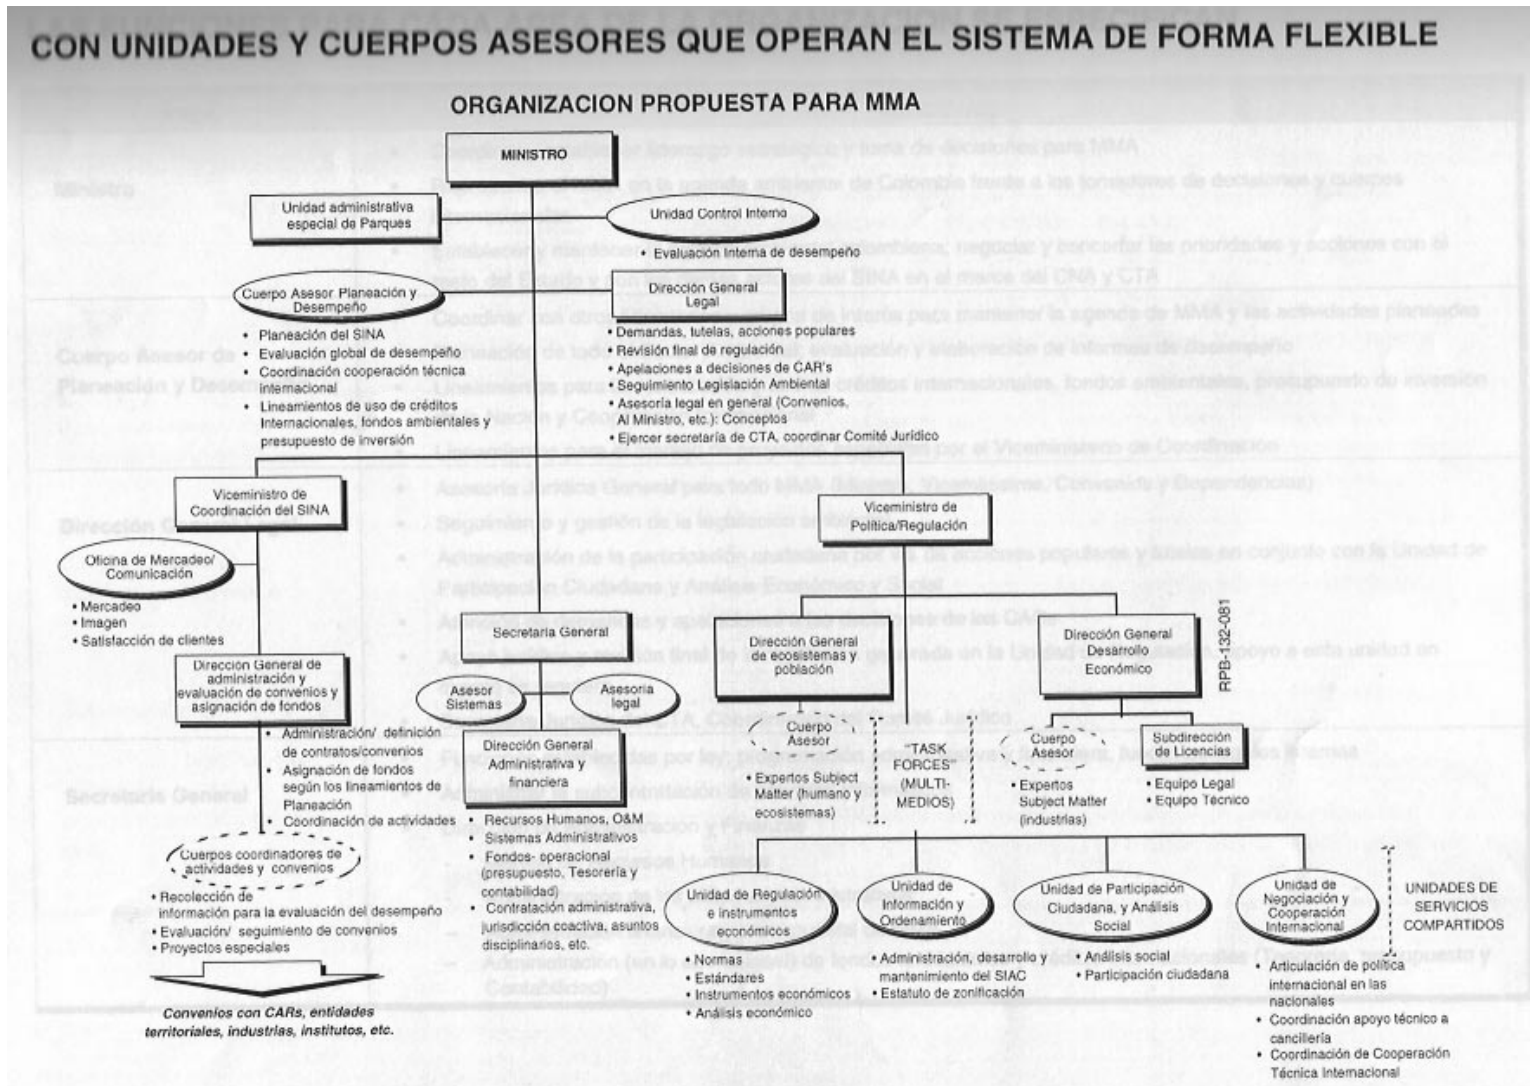 CON UNIDADES Y CUERPOS ASESORES QUE OPERAN EL SISTEMA DE FORMA FLEXIBLE
ORGANIZACION PROPUESTA PARA MMA
MINISTRO
Unidad administrativa
especial de Parques
Unidad Control Interno
• Evaluación Interna de desempeño
Cuerpo Asesor Planeación y
Desempeño
• Planeación del SINA
• Evaluación global de desempeño
• Coordinación cooperación técnica
internacional
• Lineamientos de uso de créditos
Internacionales, fondos ambientales y
presupuesto de inversión
Dirección General
Legal
• Demandas, tutelas, acciones populares
• Revisión final de regulación
• Apelaciones a decisiones de CAR's
• Seguimiento Legislación Ambiental
• Asesoría legal en general (Convenios,
Al Ministro, etc.): Conceptos
• Ejercer secretaría de CTA, coordinar Comité Jurídico
Viceministro de
Coordinación del SINA
Oficina de Mercadeo/
Comunicación
• Mercadeo
• Imagen
• Satisfacción de clientes
Dirección General de
administración y
evaluación de convenios y
asignación de fondos
• Administración/ definición
de contratos/convenios
• Asignación de fondos
según los lineamientos de
Planeación
• Coordinación de actividades
Cuerpos coordinadores de
actividades y convenios
• Recolección de
información para la evaluación del desempeño
• Evaluación/ seguimiento de convenios
• Proyectos especiales
Convenios con CARs, entidades
territoriales, industrias, institutos, etc.
Secretaría General
Asesor
Sistemas
Asesoría
legal
Dirección General
Administrativa y
financiera
• Recursos Humanos, O&M
Sistemas Administrativos
• Fondos- operacional
(presupuesto, Tesorería y
contabilidad)
• Contratación administrativa,
jurisdicción coactiva, asuntos
disciplinarios, etc.
Viceministro de
Política/Regulación
Dirección General
de ecosistemas y
población
Cuerpo
Asesor
• Expertos Subject
Matter (humano y
ecosistemas)
"TASK
FORCES"
(MULTI-
MEDIOS)
Dirección General
Desarrollo
Económico
RPB-132-081
Cuerpo
Asesor
• Expertos
Subject Matter
(industrias)
Subdirección
de Licencias
• Equipo Legal
• Equipo Técnico
Unidad de Regulación
e instrumentos
económicos
• Normas
• Estándares
• Instrumentos económicos
• Análisis económico
Unidad de
Información y
Ordenamiento
• Administración, desarrollo y
mantenimiento del SIAC
• Estatuto de zonificación
Unidad de Participación
Ciudadana, y Análisis
Social
• Análisis social
• Participación ciudadana
Unidad de
Negociación y
Cooperación
Internacional
• Articulación de política
internacional en las
nacionales
• Coordinación apoyo técnico a
cancillería
• Coordinación de Cooperación
Técnica Internacional
UNIDADES DE
SERVICIOS
COMPARTIDOS